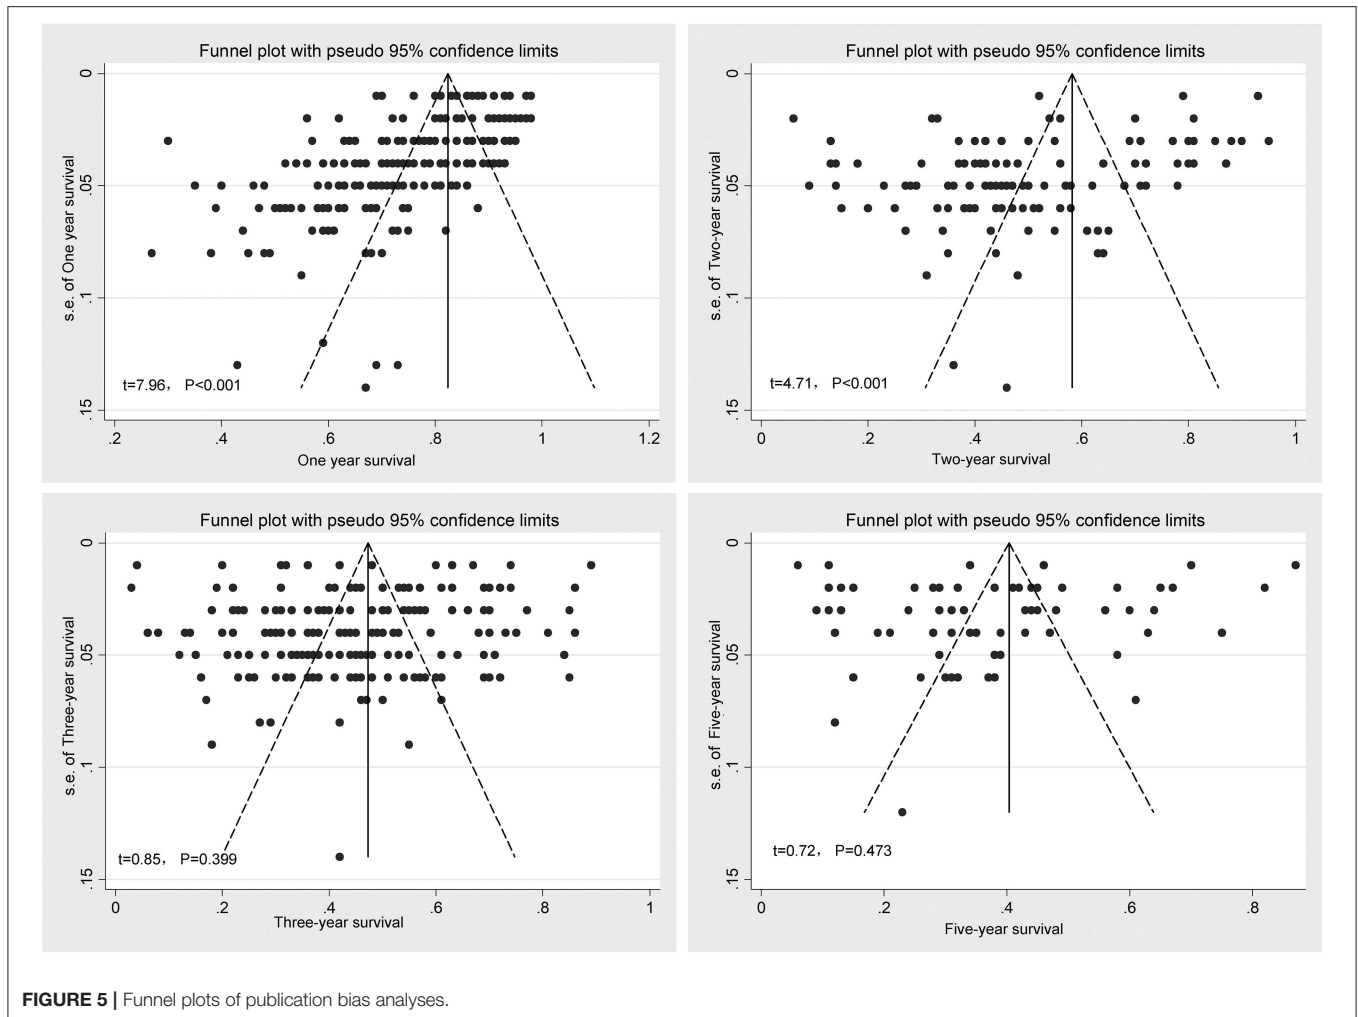 Funnel plot with pseudo 95% confidence limits
s.e. of One year survival
0
.05
.1
.15
t=7.96, P<0.001
.2
.4
.6
.8
1
1.2
One year survival
Funnel plot with pseudo 95% confidence limits
s.e. of Two-year survival
0
.05
.1
.15
t=4.71, P<0.001
0
.2
.4
.6
.8
1
Two-year survival
Funnel plot with pseudo 95% confidence limits
s.e. of Three-year survival
0
.05
.1
.15
t=0.85, P=0.399
0
.2
.4
.6
.8
1
Three-year survival
Funnel plot with pseudo 95% confidence limits
s.e. of Five-year survival
0
.05
.1
.15
t=0.72, P=0.473
0
.2
.4
.6
.8
Five-year survival
FIGURE 5 | Funnel plots of publication bias analyses.